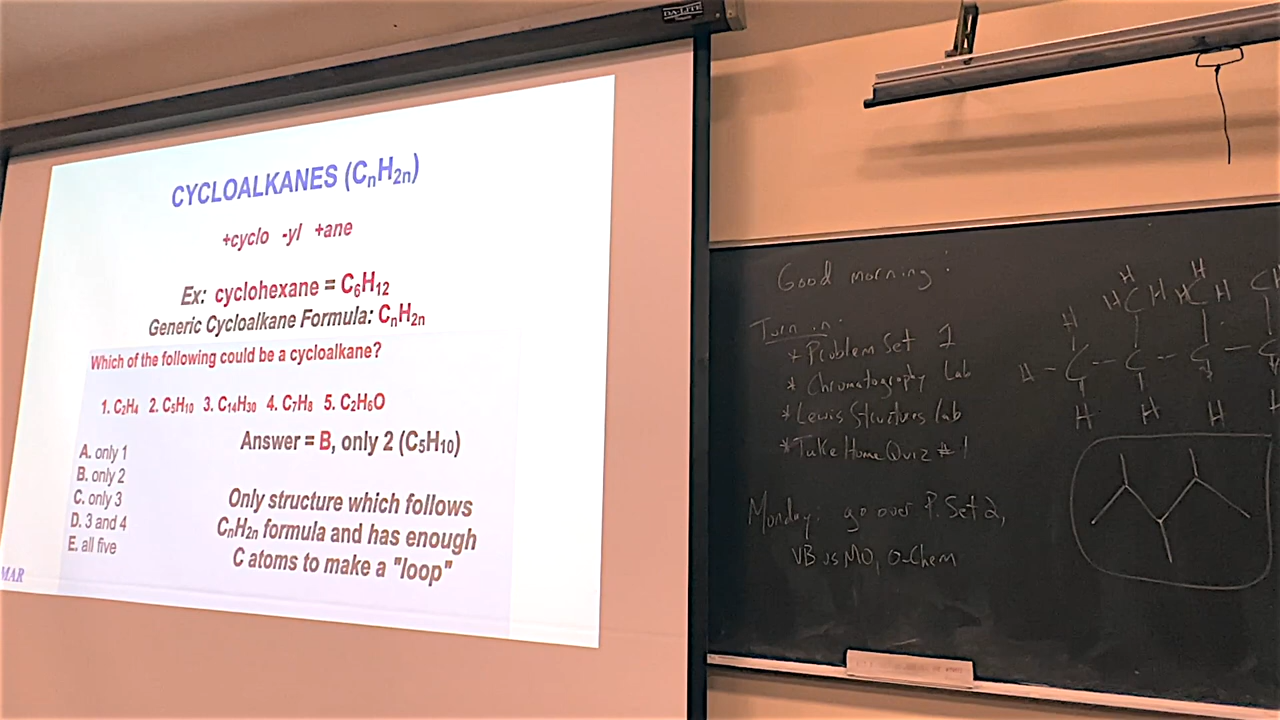 DA-LITE
CYCLOALKANES (CnH2n)
+cyclo -yl +ane
Ex: cyclohexane = C6H12
Generic Cycloalkane Formula: CnH2n
Which of the following could be a cycloalkane?
1. C2H4 2. C5H10 3. C14H30 4. C7H8 5. C2H6O
Answer = B, only 2 (C5H10)
A. only 1
B. only 2
C. only 3
D. 3 and 4
E. all five
Only structure which follows
CnH2n formula and has enough
C atoms to make a "loop"
MAR
Good morning!
Turn in:
* Problem Set 1
* Chromatography Lab
* Lewis Structures lab
* Take Home Quiz #1
Monday: go over P. Set 2,
VB vs MO, O-Chem
H H
H C H H C H C
H
H - C - C - C - C
H H H H